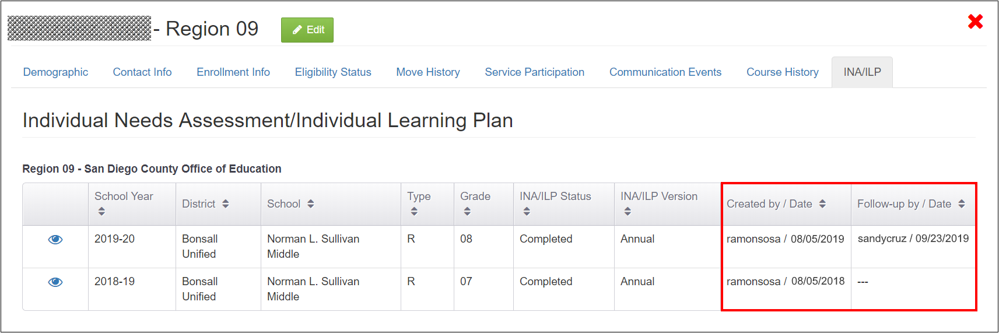 - Region 09 Edit
Demographic Contact Info Enrollment Info Eligibility Status Move History Service Participation Communication Events Course History INA/ILP
Individual Needs Assessment/Individual Learning Plan
Region 09 - San Diego County Office of Education
School Year District School Type Grade INA/ILP Status INA/ILP Version Created by / Date Follow-up by / Date
2019-20 Bonsall Norman L. Sullivan R 08 Completed Annual ramonsosa / 08/05/2019 sandycruz / 09/23/2019
Unified Middle
2018-19 Bonsall Norman L. Sullivan R 07 Completed Annual ramonsosa / 08/05/2018 ---
Unified Middle